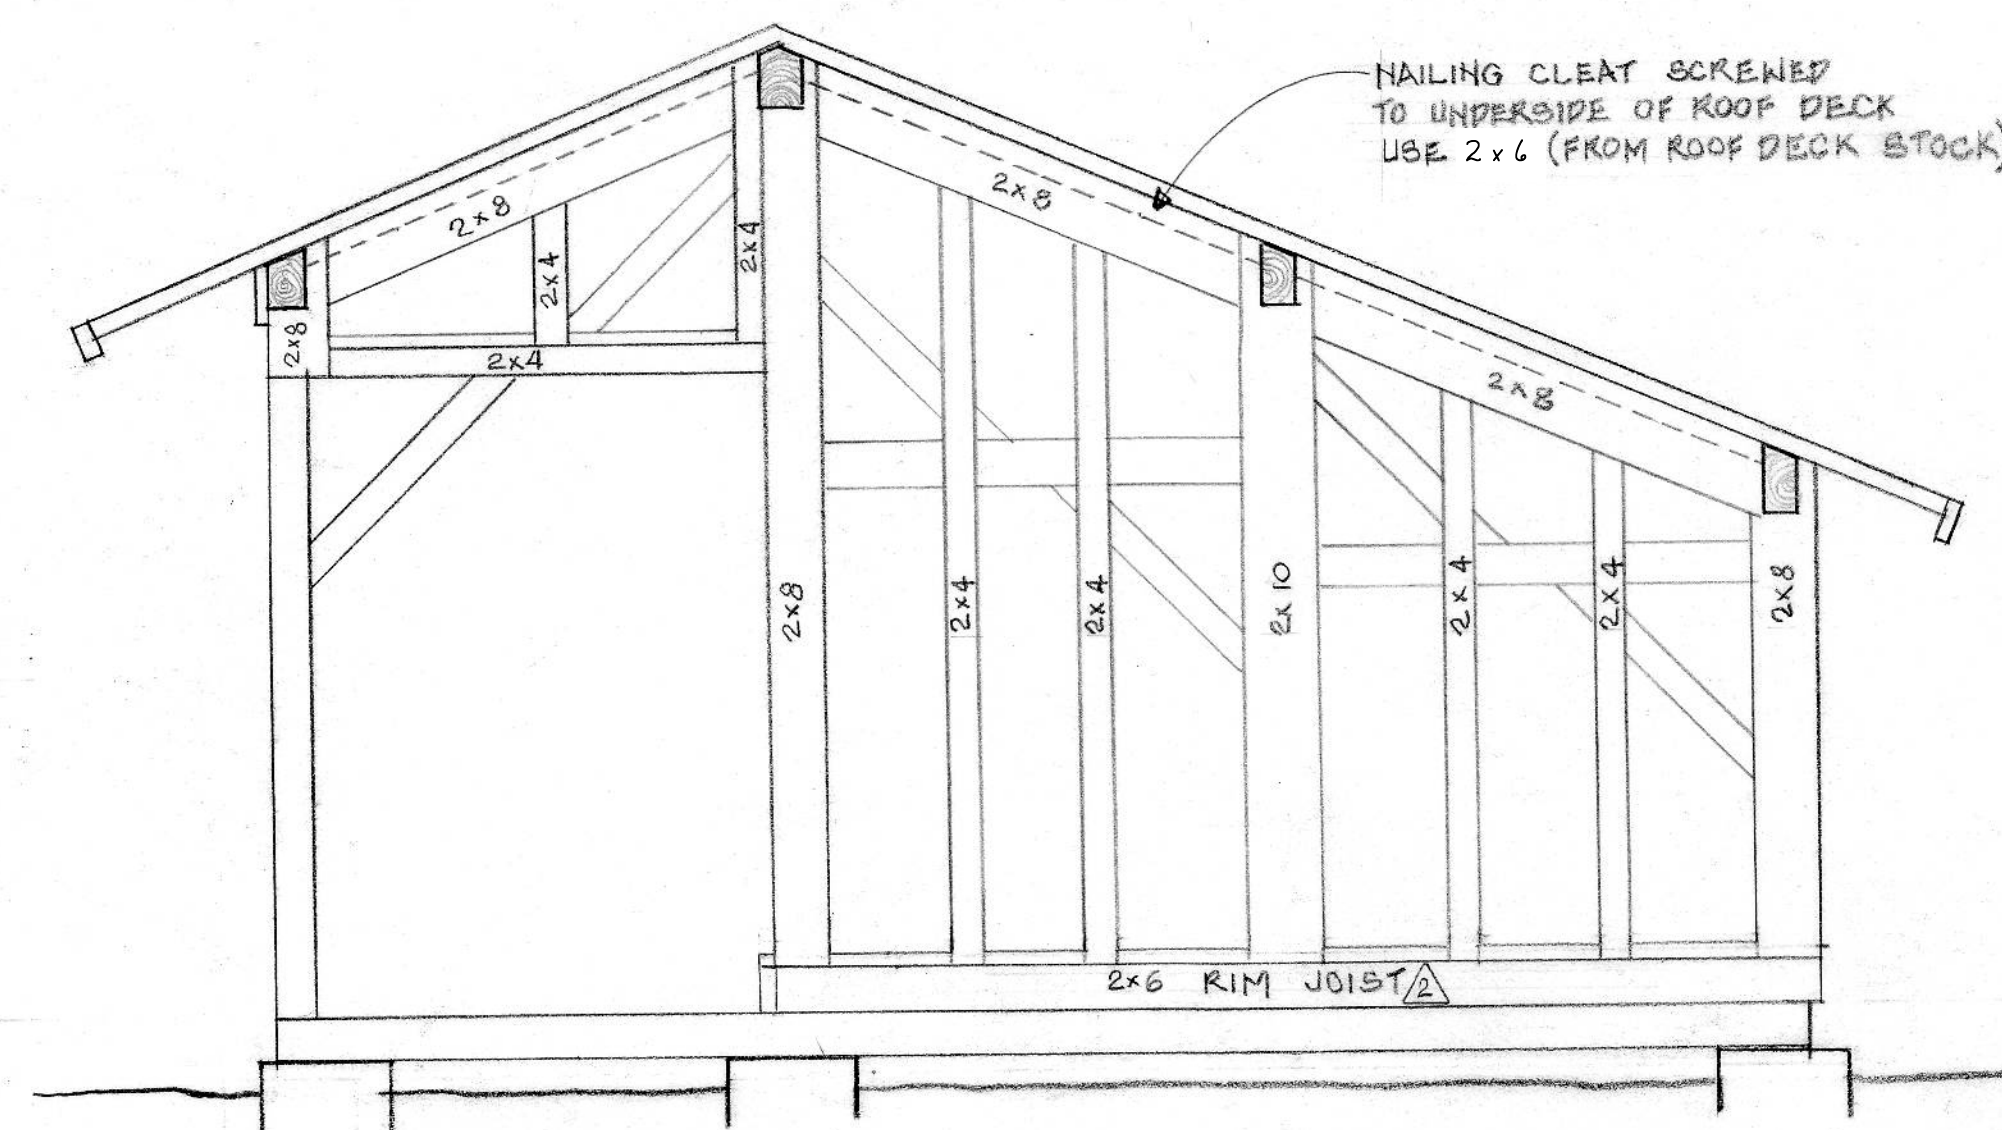 NAILING CLEAT SCREWED
TO UNDERSIDE OF ROOF DECK
USE 2x6 (FROM ROOF DECK STOCK)
2x8
2x8
2x4
2x4
2x8
2x4
2x8
2x8
2x4
2x4
2x10
2x4
2x4
2x8
2x6 RIM JOIST 2